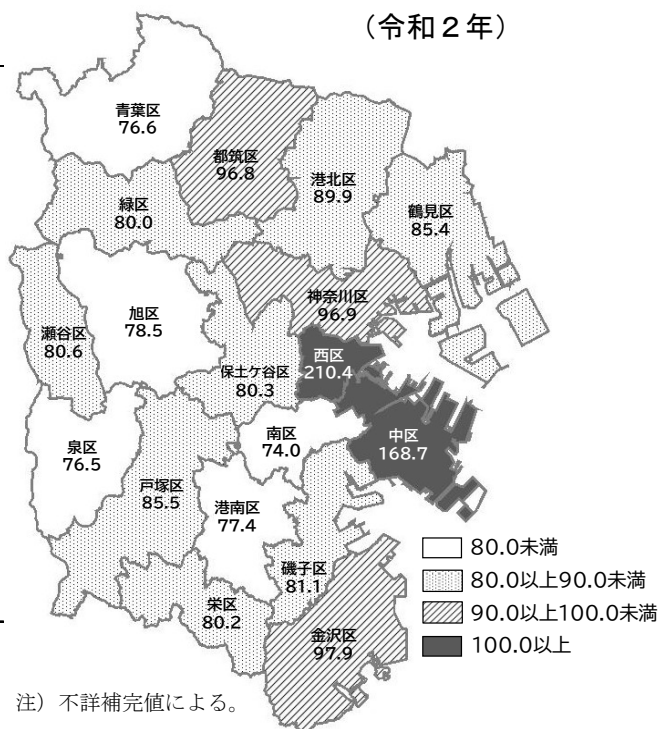 （令和２年）
青葉区
76.6
都筑区
96.8
港北区
89.9
鶴見区
85.4
緑区
80.0
神奈川区
96.9
旭区
78.5
瀬谷区
80.6
保土ケ谷区
80.3
西区
210.4
中区
168.7
南区
74.0
泉区
76.5
戸塚区
85.5
港南区
77.4
磯子区
81.1
栄区
80.2
金沢区
97.9
80.0未満
80.0以上90.0未満
90.0以上100.0未満
100.0以上
注）不詳補完値による。